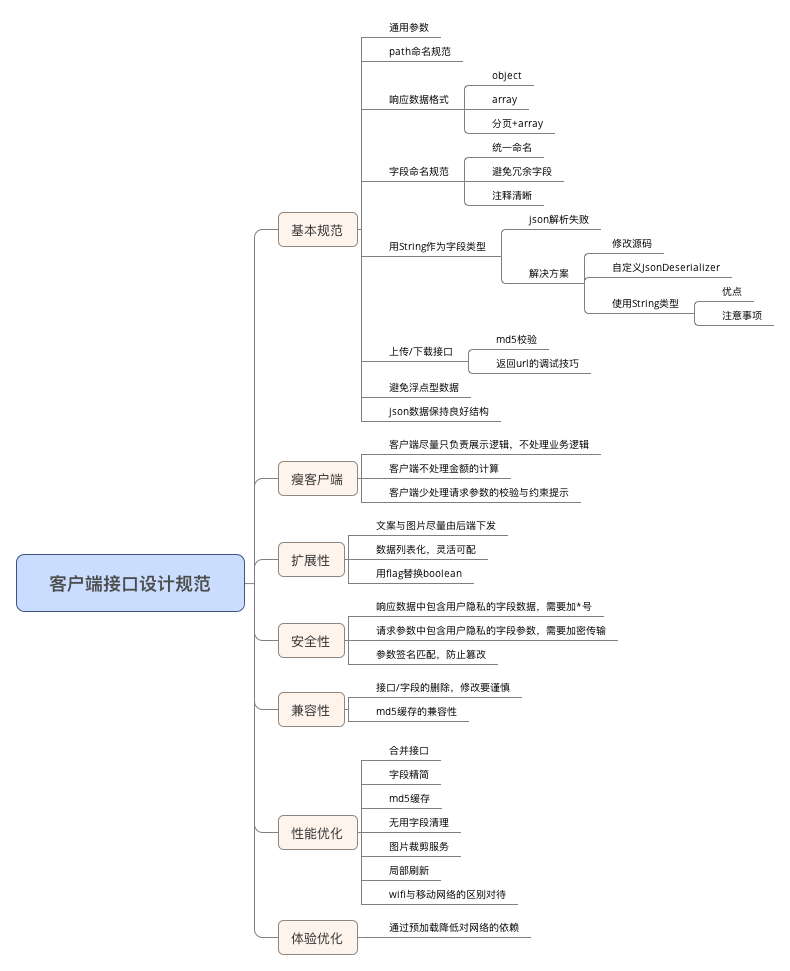 客户端接口设计规范
基本规范
通用参数
path命名规范
响应数据格式
object
array
分页+array
字段命名规范
统一命名
避免冗余字段
注释清晰
用String作为字段类型
json解析失败
解决方案
修改源码
自定义JsonDeserializer
使用String类型
优点
注意事项
上传/下载接口
md5校验
返回url的调试技巧
避免浮点型数据
json数据保持良好结构
瘦客户端
客户端尽量只负责展示逻辑，不处理业务逻辑
客户端不处理金额的计算
客户端少处理请求参数的校验与约束提示
扩展性
文案与图片尽量由后端下发
数据列表化，灵活可配
用flag替换boolean
安全性
响应数据中包含用户隐私的字段数据，需要加*号
请求参数中包含用户隐私的字段参数，需要加密传输
参数签名匹配，防止篡改
兼容性
接口/字段的删除，修改要谨慎
md5缓存的兼容性
性能优化
合并接口
字段精简
md5缓存
无用字段清理
图片裁剪服务
局部刷新
wifi与移动网络的区别对待
体验优化
通过预加载降低对网络的依赖